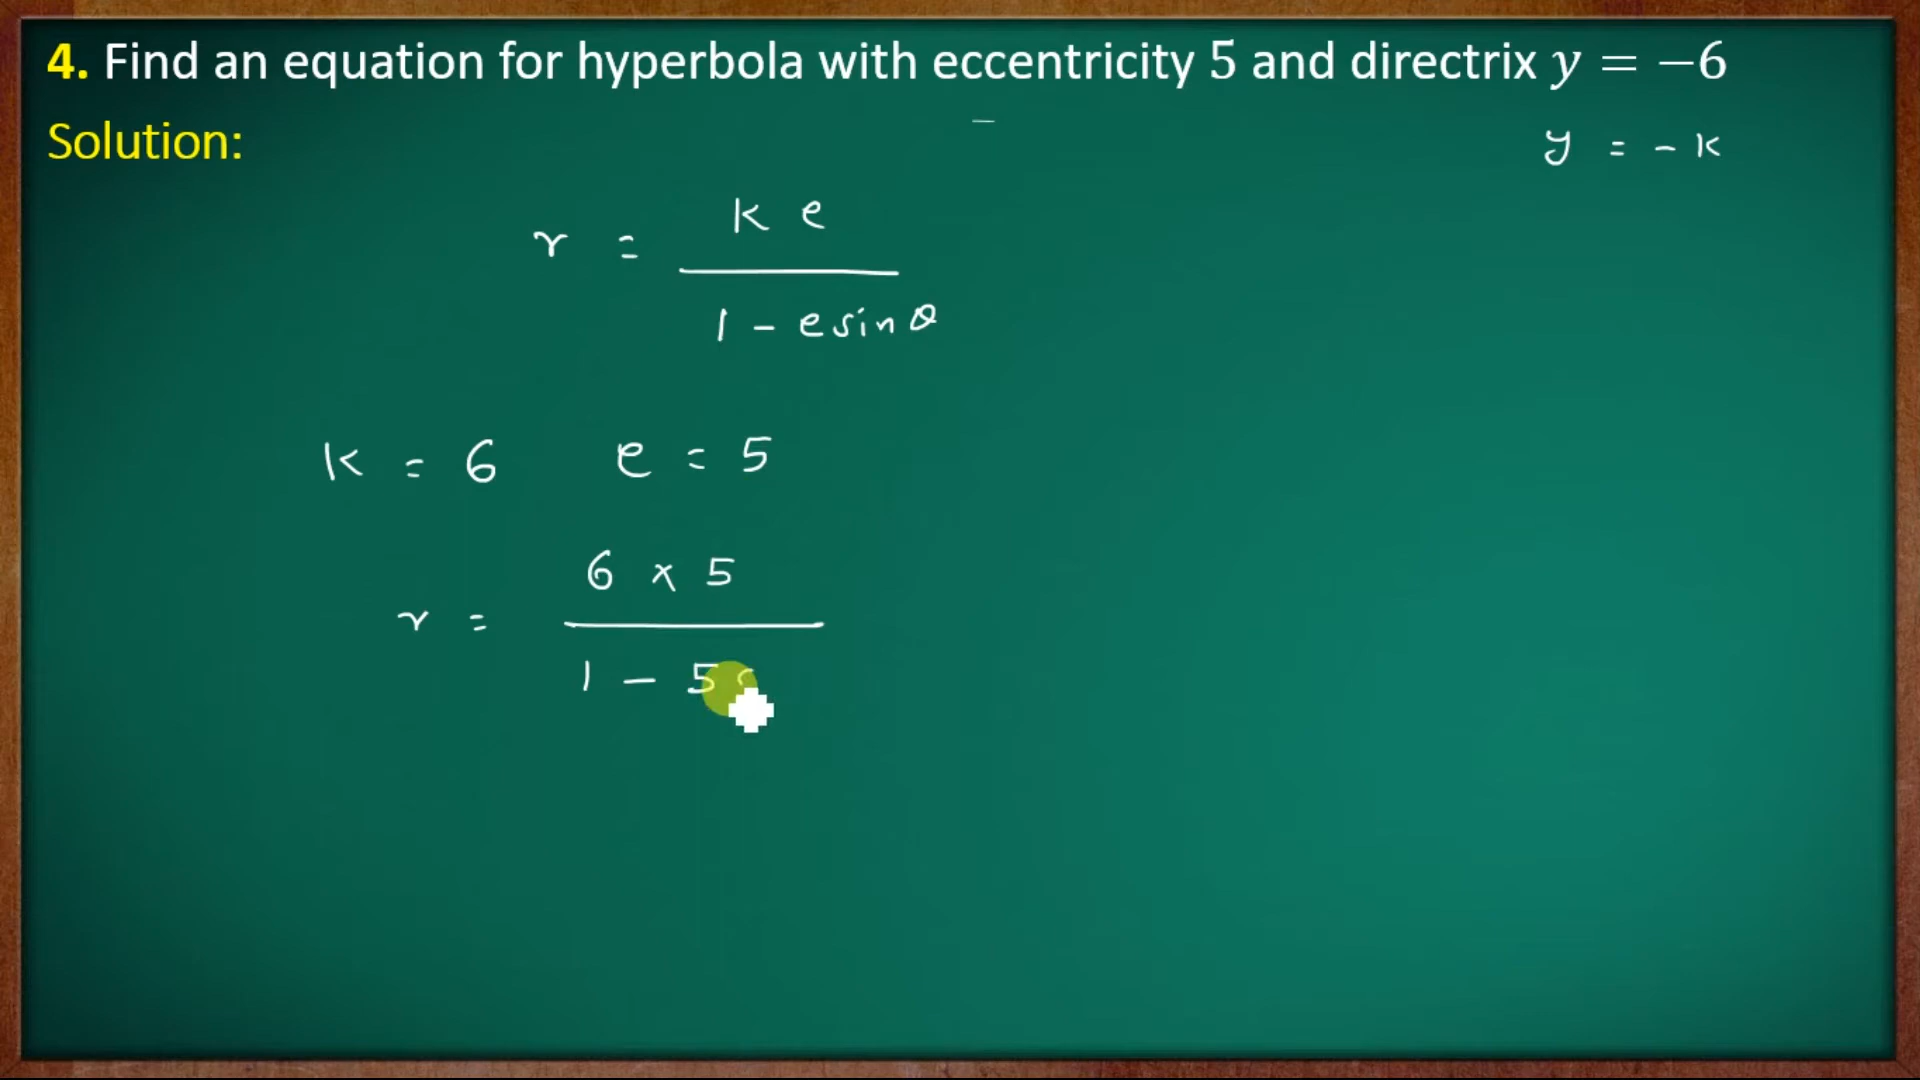 4. Find an equation for hyperbola with eccentricity 5 and directrix y = −6
Solution:
y = - k
r = k e / 1 - e sin θ
k = 6 e = 5
r = 6 × 5 / 1 - 5